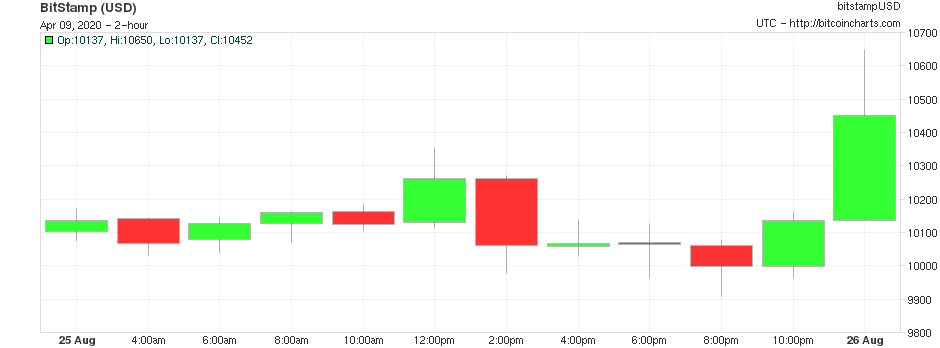 BitStamp (USD)
bitstampUSD
Apr 09, 2020 - 2-hour
UTC - http://bitcoincharts.com
Op:10137, Hi:10650, Lo:10137, Cl:10452
10700
10600
10500
10400
10300
10200
10100
10000
9900
9800
25 Aug 4:00am 6:00am 8:00am 10:00am 12:00pm 2:00pm 4:00pm 6:00pm 8:00pm 10:00pm 26 Aug